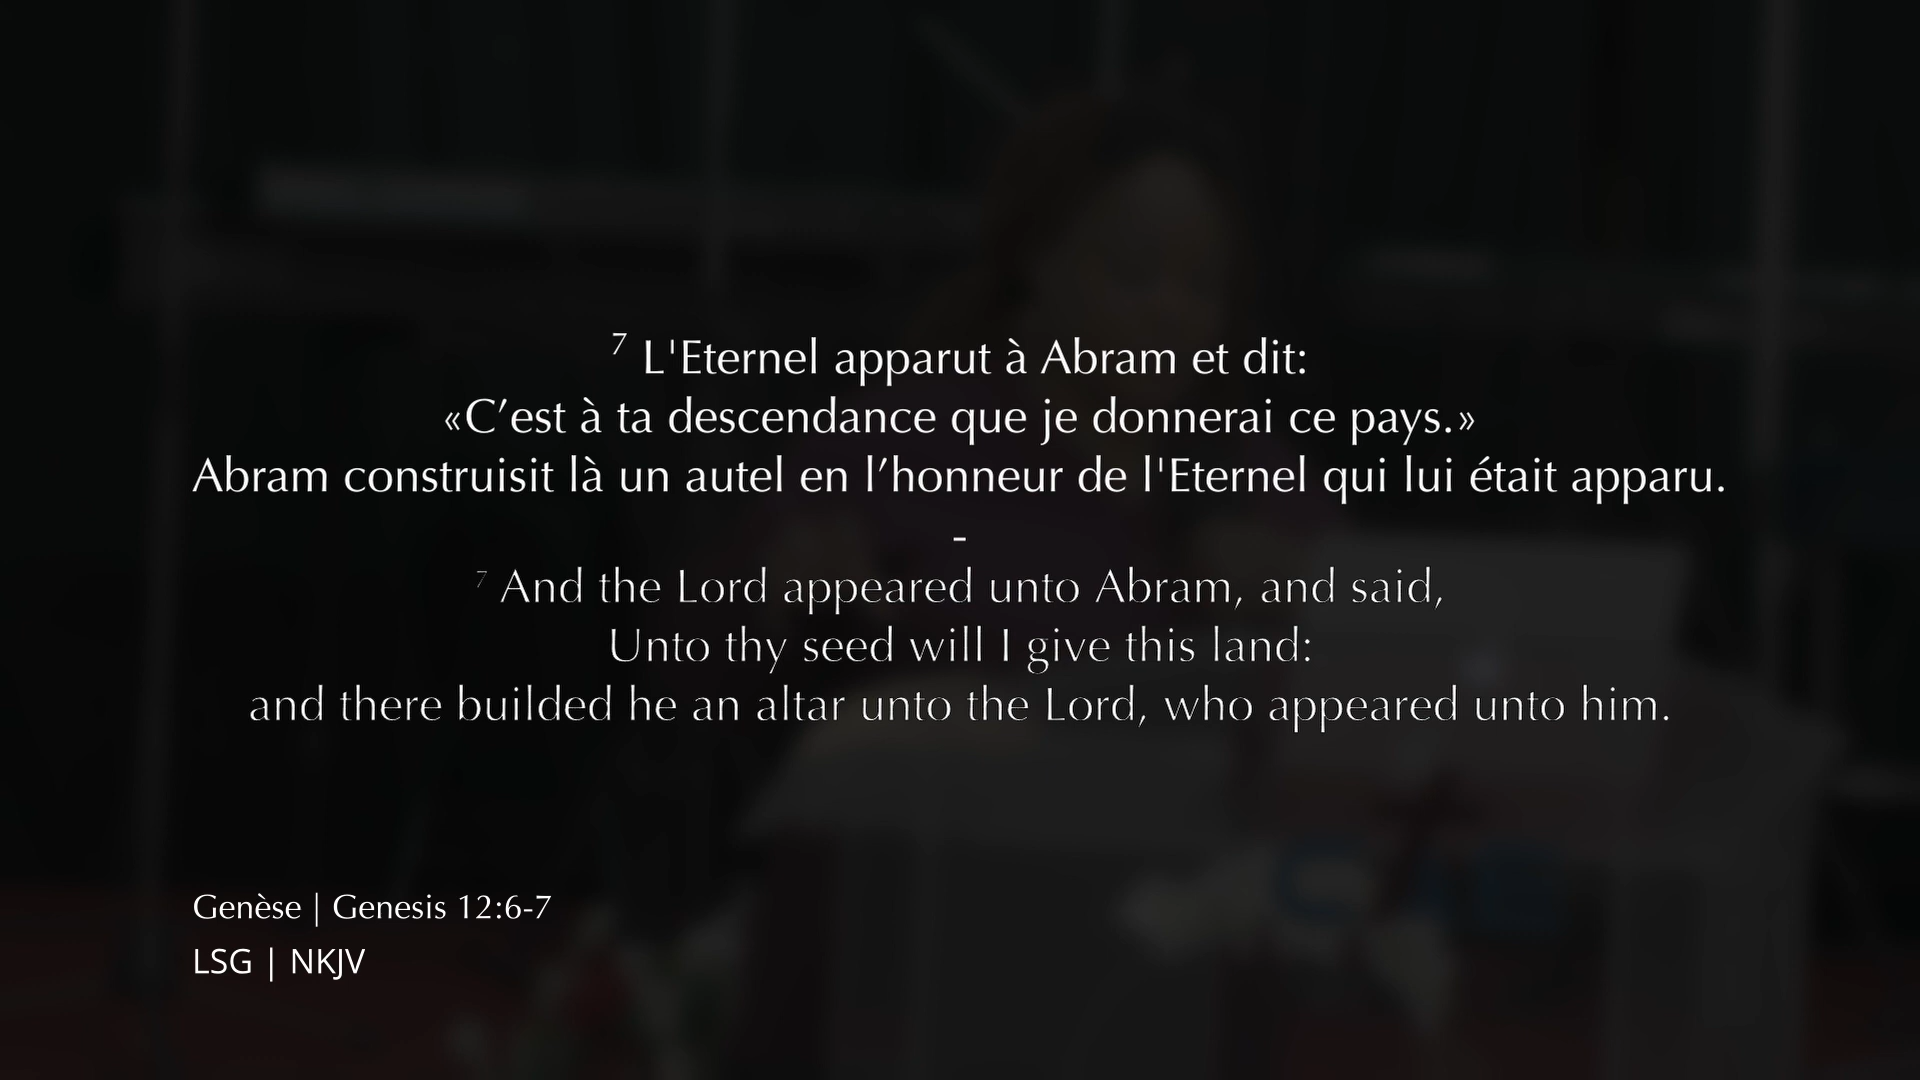 7 L'Eternel apparut à Abram et dit:
«C’est à ta descendance que je donnerai ce pays.»
Abram construisit là un autel en l’honneur de l'Eternel qui lui était apparu.
-
7 And the Lord appeared unto Abram, and said,
Unto thy seed will I give this land:
and there builded he an altar unto the Lord, who appeared unto him.
Genèse | Genesis 12:6-7
LSG | NKJV